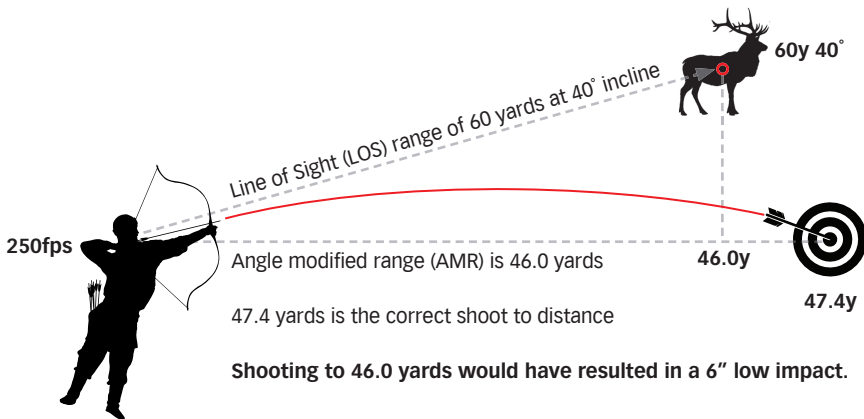 60y 40°
Line of Sight (LOS) range of 60 yards at 40° incline
250fps
Angle modified range (AMR) is 46.0 yards
46.0y
47.4y
47.4 yards is the correct shoot to distance
Shooting to 46.0 yards would have resulted in a 6” low impact.